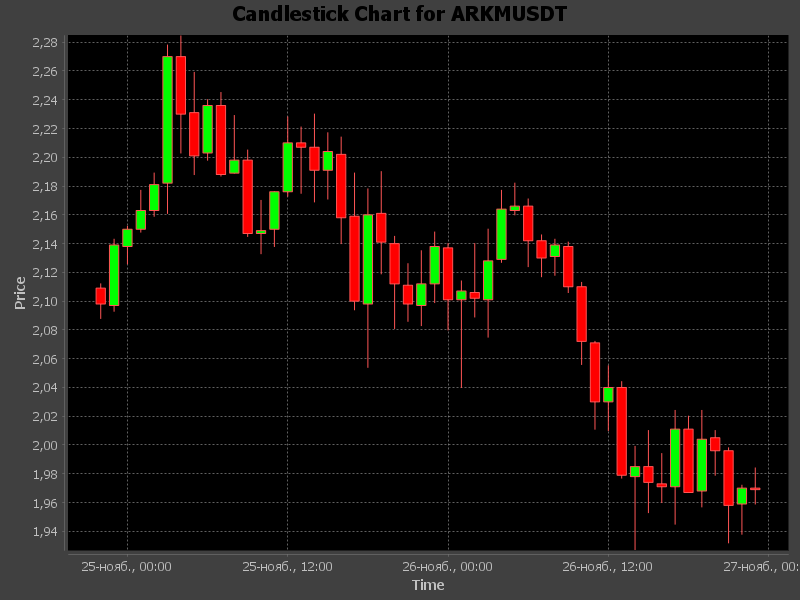 Candlestick Chart for ARKMUSDT
Price
2,28
2,26
2,24
2,22
2,20
2,18
2,16
2,14
2,12
2,10
2,08
2,06
2,04
2,02
2,00
1,98
1,96
1,94
25-нояб., 00:00
25-нояб., 12:00
26-нояб., 00:00
26-нояб., 12:00
27-нояб., 00:
Time